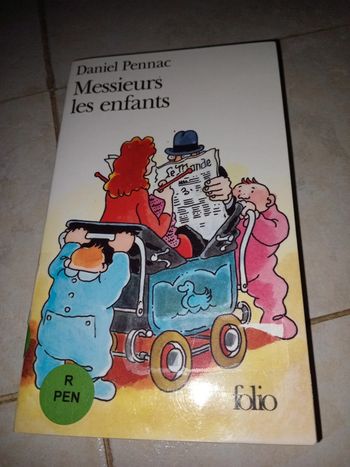 Daniel Pennac
Messieurs
les enfants
Le Monde
R
PEN
folio